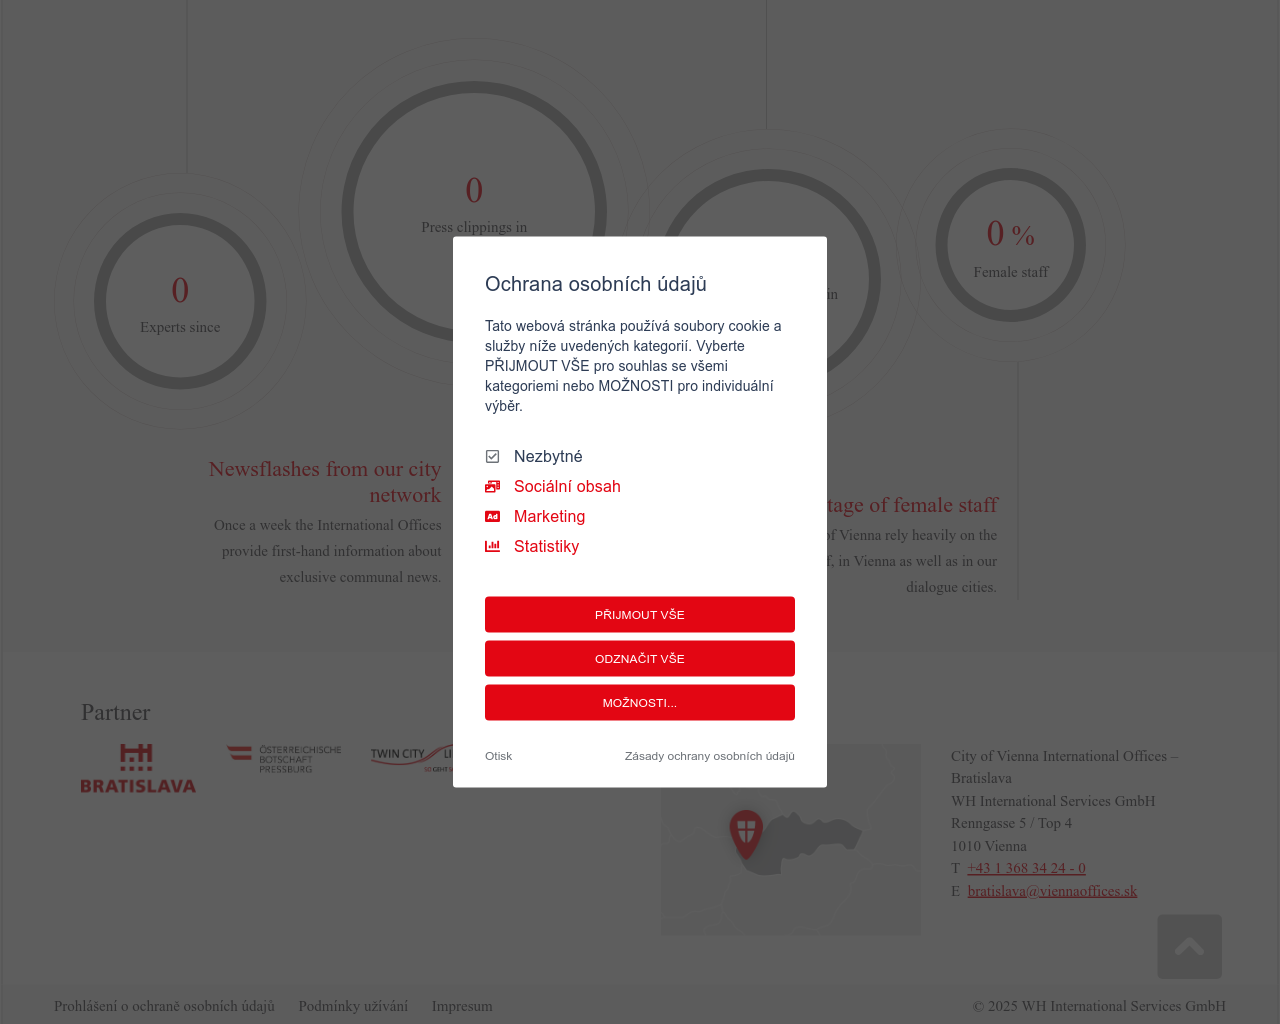 0
Press clippings in
0
Experts since
in
0 %
Female staff
Ochrana osobních údajů
Tato webová stránka používá soubory cookie a
služby níže uvedených kategorií. Vyberte
PŘIJMOUT VŠE pro souhlas se všemi
kategoriemi nebo MOŽNOSTI pro individuální
výběr.
Nezbytné
Sociální obsah
Ad
Marketing
Statistiky
PŘIJMOUT VŠE
ODZNAČIT VŠE
MOŽNOSTI...
Otisk
Zásady ochrany osobních údajů
Newsflashes from our city
network
Once a week the International Offices
provide first-hand information about
exclusive communal news.
tage of female staff
of Vienna rely heavily on the
f, in Vienna as well as in our
dialogue cities.
Partner
BRATISLAVA
ÖSTERREICHISCHE
BOTSCHAFT
PRESSBURG
TWIN CITY LI
SO GEHT
City of Vienna International Offices –
Bratislava
WH International Services GmbH
Renngasse 5 / Top 4
1010 Vienna
T +43 1 368 34 24 - 0
E bratislava@viennaoffices.sk
Prohlášení o ochraně osobních údajů
Podmínky užívání
Impresum
© 2025 WH International Services GmbH